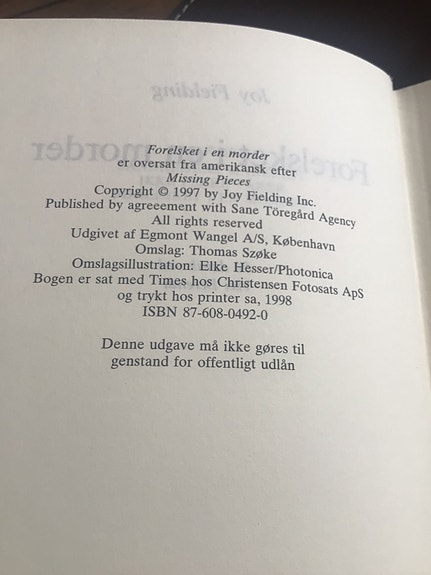 Forelsket i en morder
er oversat fra amerikansk efter
Missing Pieces
Copyright © 1997 by Joy Fielding Inc.
Published by agreeement with Sane Töregård Agency
All rights reserved
Udgivet af Egmont Wangel A/S, København
Omslag: Thomas Szøke
Omslagsillustration: Elke Hesser/Photonica
Bogen er sat med Times hos Christensen Fotosats ApS
og trykt hos printer sa, 1998
ISBN 87-608-0492-0
Denne udgave må ikke gøres til
genstand for offentligt udlån